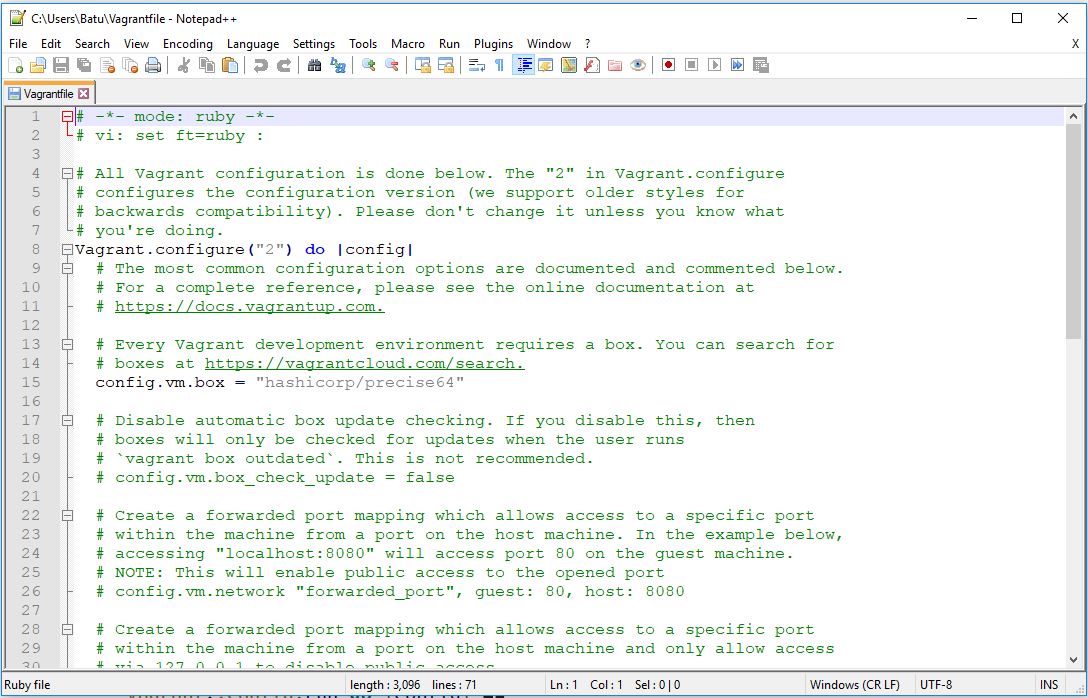 C:\Users\Batu\Vagrantfile - Notepad++
File Edit Search View Encoding Language Settings Tools Macro Run Plugins Window ? X
Vagrantfile
1 # -*- mode: ruby -*-
2 # vi: set ft=ruby :
3
4 # All Vagrant configuration is done below. The "2" in Vagrant.configure
5 # configures the configuration version (we support older styles for
6 # backwards compatibility). Please don't change it unless you know what
7 # you're doing.
8 Vagrant.configure("2") do |config|
9 # The most common configuration options are documented and commented below.
10 # For a complete reference, please see the online documentation at
11 # https://docs.vagrantup.com.
12
13 # Every Vagrant development environment requires a box. You can search for
14 # boxes at https://vagrantcloud.com/search.
15 config.vm.box = "hashicorp/precise64"
16
17 # Disable automatic box update checking. If you disable this, then
18 # boxes will only be checked for updates when the user runs
19 # `vagrant box outdated`. This is not recommended.
20 # config.vm.box_check_update = false
21
22 # Create a forwarded port mapping which allows access to a specific port
23 # within the machine from a port on the host machine. In the example below,
24 # accessing "localhost:8080" will access port 80 on the guest machine.
25 # NOTE: This will enable public access to the opened port
26 # config.vm.network "forwarded_port", guest: 80, host: 8080
27
28 # Create a forwarded port mapping which allows access to a specific port
29 # within the machine from a port on the host machine and only allow access
30 # via 127.0.0.1 to disable public access
Ruby file length : 3,096 lines : 71 Ln : 1 Col : 1 Sel : 0 | 0 Windows (CR LF) UTF-8 INS